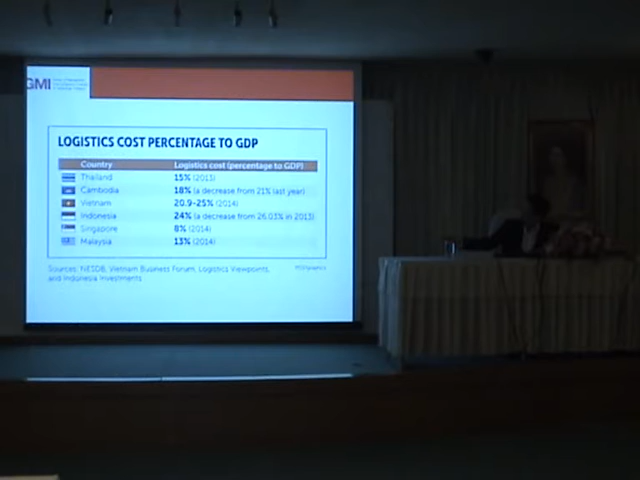 GMI
LOGISTICS COST PERCENTAGE TO GDP
Country Logistics cost (percentage to GDP)
Thailand 15% (2013)
Cambodia 18% (a decrease from 21% last year)
Vietnam 20.9-25% (2014)
Indonesia 24% (a decrease from 26.03% in 2013)
Singapore 8% (2014)
Malaysia 13% (2014)
Sources: NESDB, Vietnam Business Forum, Logistics Viewpoints,
and Indonesia Investments